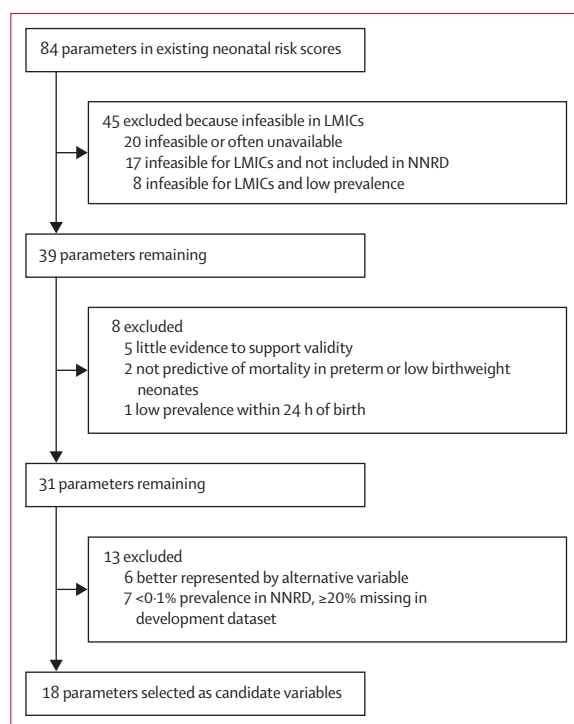 84 parameters in existing neonatal risk scores
45 excluded because infeasible in LMICs
20 infeasible or often unavailable
17 infeasible for LMICs and not included in NNRD
8 infeasible for LMICs and low prevalence
39 parameters remaining
8 excluded
5 little evidence to support validity
2 not predictive of mortality in preterm or low birthweight
neonates
1 low prevalence within 24 h of birth
31 parameters remaining
13 excluded
6 better represented by alternative variable
7 <0·1% prevalence in NNRD, ≥20% missing in
development dataset
18 parameters selected as candidate variables